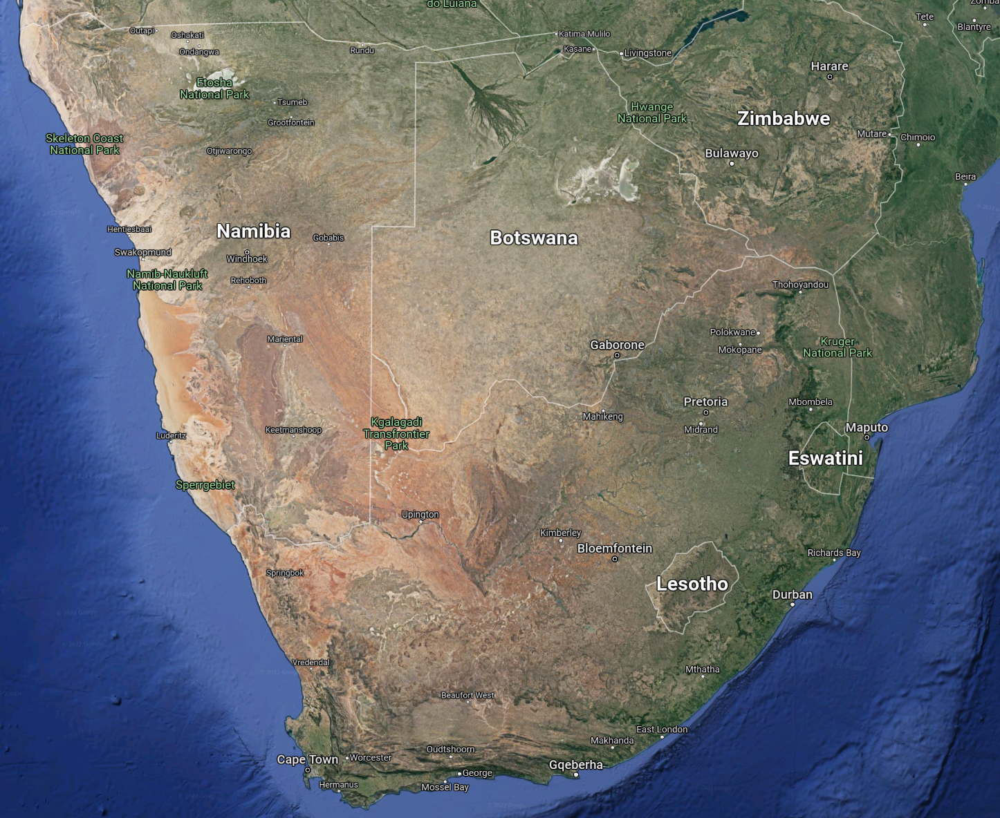 do Luiana
Zomba
Tete
Blantyre
Outapi
Oshakati
Ondangwa
Rundu
Katima Mulilo
Kasane
Livingstone
Harare
Etosha
National Park
Tsumeb
Grootfontein
Hwange
National Park
Zimbabwe
Mutare
Chimoio
Skeleton Coast
National Park
Otjiwarongo
Bulawayo
Beira
Hentiesbaai
Namibia
Gobabis
Botswana
Swakopmund
Windhoek
Namib-Naukluft
National Park
Rehoboth
Thohoyandou
Mariental
Gaborone
Polokwane
Mokopane
Kruger
National Park
Pretoria
Mbombela
Mahikeng
Midrand
Kgalagadi
Transfrontier
Park
Luderitz
Keetmanshoop
Maputo
Eswatini
Sperrgebiet
Upington
Kimberley
Bloemfontein
Richards Bay
Springbok
Lesotho
Durban
Vredendal
Mthatha
Beaufort West
East London
Makhanda
Oudtshoorn
Cape Town
Worcester
Gqeberha
George
Hermanus
Mossel Bay